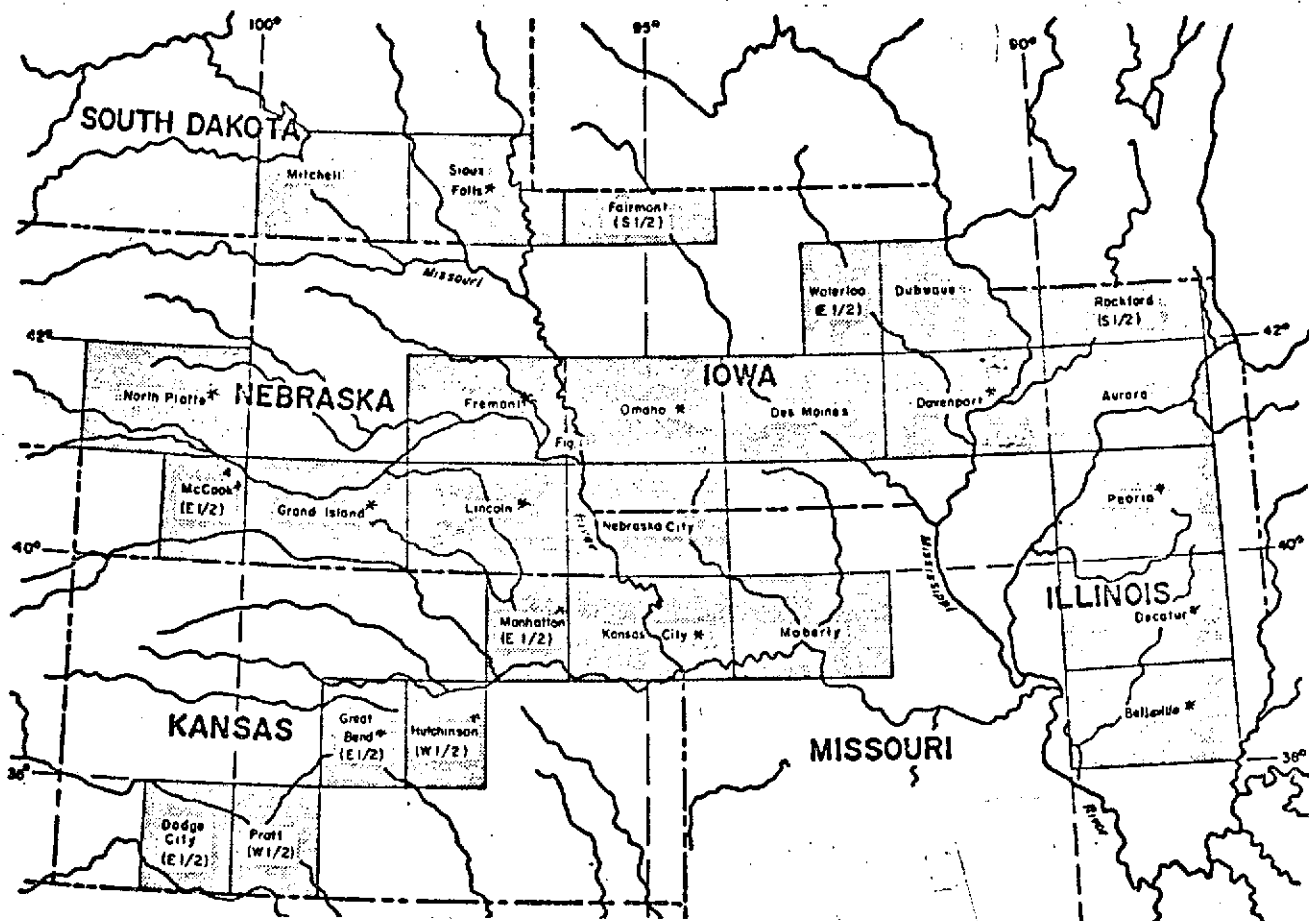 100°
95°
90°
SOUTH DAKOTA
Mitchell
Sioux
Falls*
Fairmont
(S 1/2)
Missouri
Waterloo
(E 1/2)
Dubuque
Rockford
(S 1/2)
42°
42°
North Platte*
NEBRASKA
Fremont*
Omaha *
IOWA
Des Moines
Davenport*
Aurora
Fig.
4
McCook*
(E 1/2)
Grand Island*
Lincoln*
Nebraska City
Peoria*
River
Mississippi
40°
40°
Manhattan
(E 1/2)
Kansas City *
Moberly
ILLINOIS
Decatur*
KANSAS
Great
Bend*
(E 1/2)
Hutchinson
(W 1/2)
MISSOURI
Belleville *
38°
38°
Dodge
City
(E 1/2)
Pratt
(W 1/2)
River